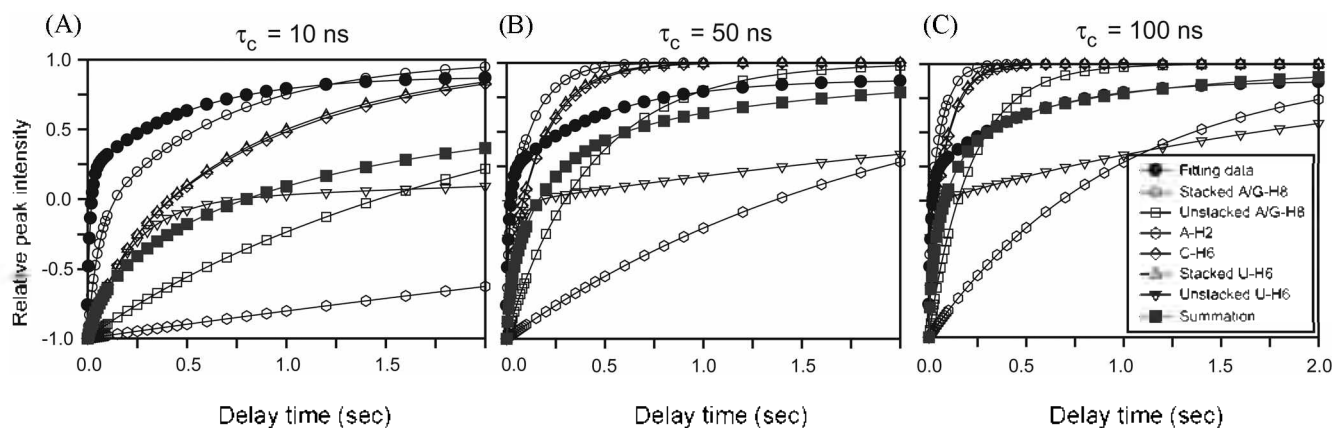 (A) τc = 10 ns
(B) τc = 50 ns
(C) τc = 100 ns
Relative peak intensity
1.0
0.5
0.0
-0.5
-1.0
0.0 0.5 1.0 1.5
0.0 0.5 1.0 1.5
0.0 0.5 1.0 1.5 2.0
Delay time (sec)
Delay time (sec)
Delay time (sec)
Fitting data
Stacked A/G-H8
Unstacked A/G-H8
A-H2
C-H6
Stacked U-H6
Unstacked U-H6
Summation